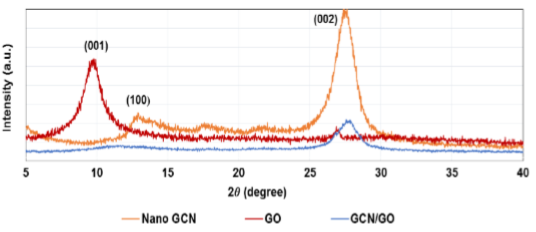 (002)
(001)
(100)
Intensity (a.u.)
5 10 15 20 25 30 35 40
2θ (degree)
Nano GCN GO GCN/GO